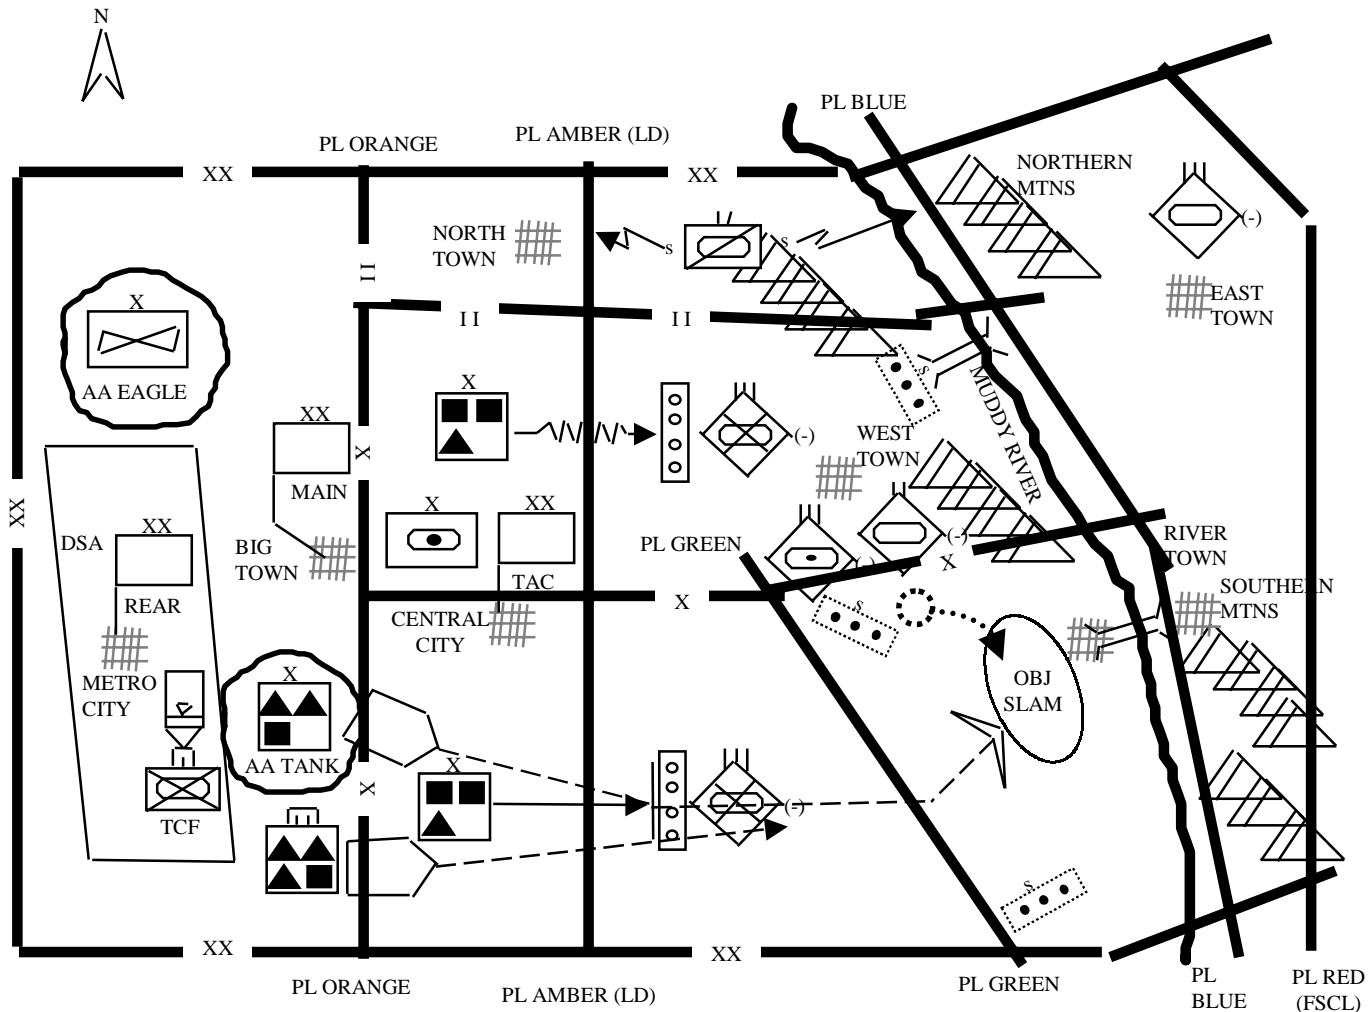 N
PL BLUE
PL AMBER (LD)
PL ORANGE
NORTHERN
MTNS
XX
XX
(-)
NORTH
TOWN
s
s
I I
EAST
TOWN
X
I I
I I
AA EAGLE
s
MUDDY RIVER
X
XX
X
(-)
WEST
TOWN
MAIN
XX
X
XX
XX
DSA
BIG
TOWN
PL GREEN
(-)
(-)
X
RIVER
TOWN
TAC
REAR
X
s
SOUTHERN
MTNS
CENTRAL
CITY
METRO
CITY
X
OBJ
SLAM
AA TANK
X
X
(-)
TCF
s
XX
XX
PL ORANGE
PL AMBER (LD)
PL GREEN
PL
BLUE
PL RED
(FSCL)